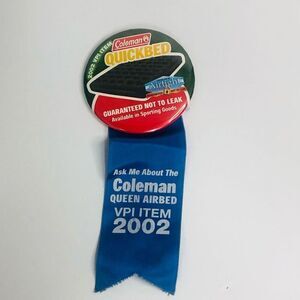 2002 VPI ITEM
Coleman
QUICKBED
Airtight
GUARANTEED NOT TO LEAK
Available in Sporting Goods
Ask Me About The
Coleman
QUEEN AIRBED
VPI ITEM
2002